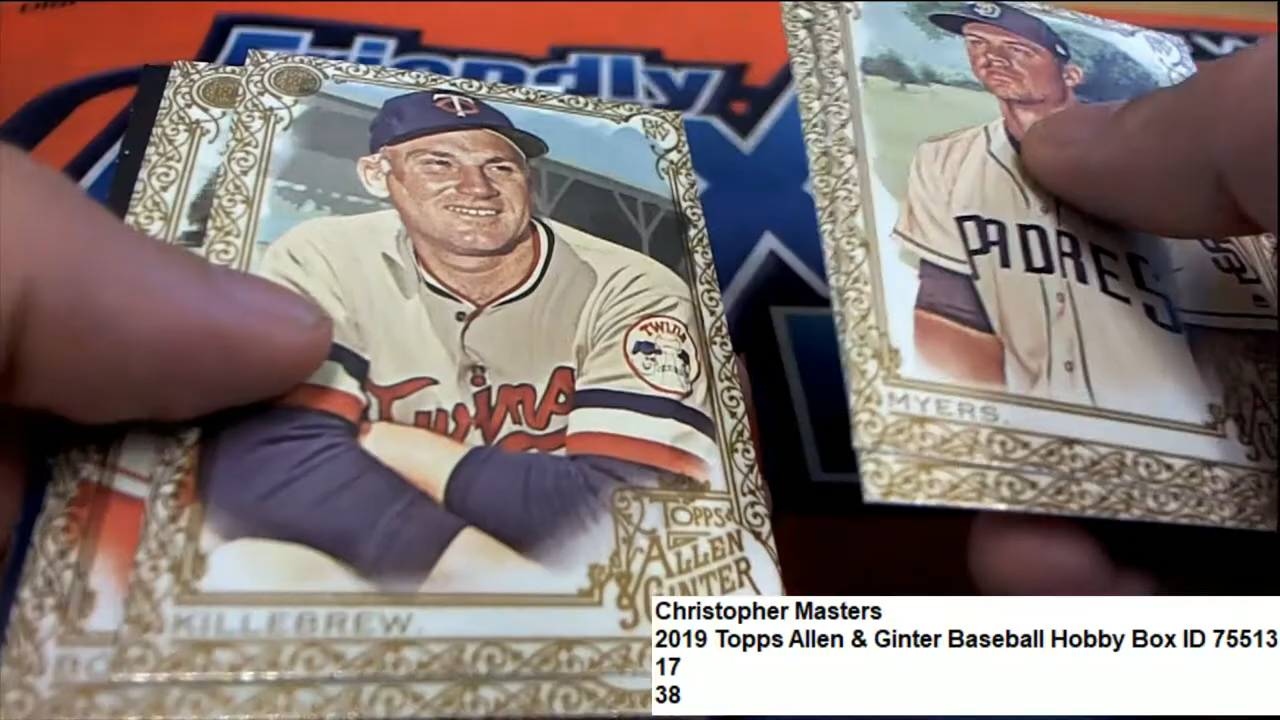 Friendly
PADRES
MYERS.
TWINS
Twins
TOPPS
ALLEN
GINTER
KILLEBREW.
Christopher Masters
2019 Topps Allen & Ginter Baseball Hobby Box ID 75513
17
38